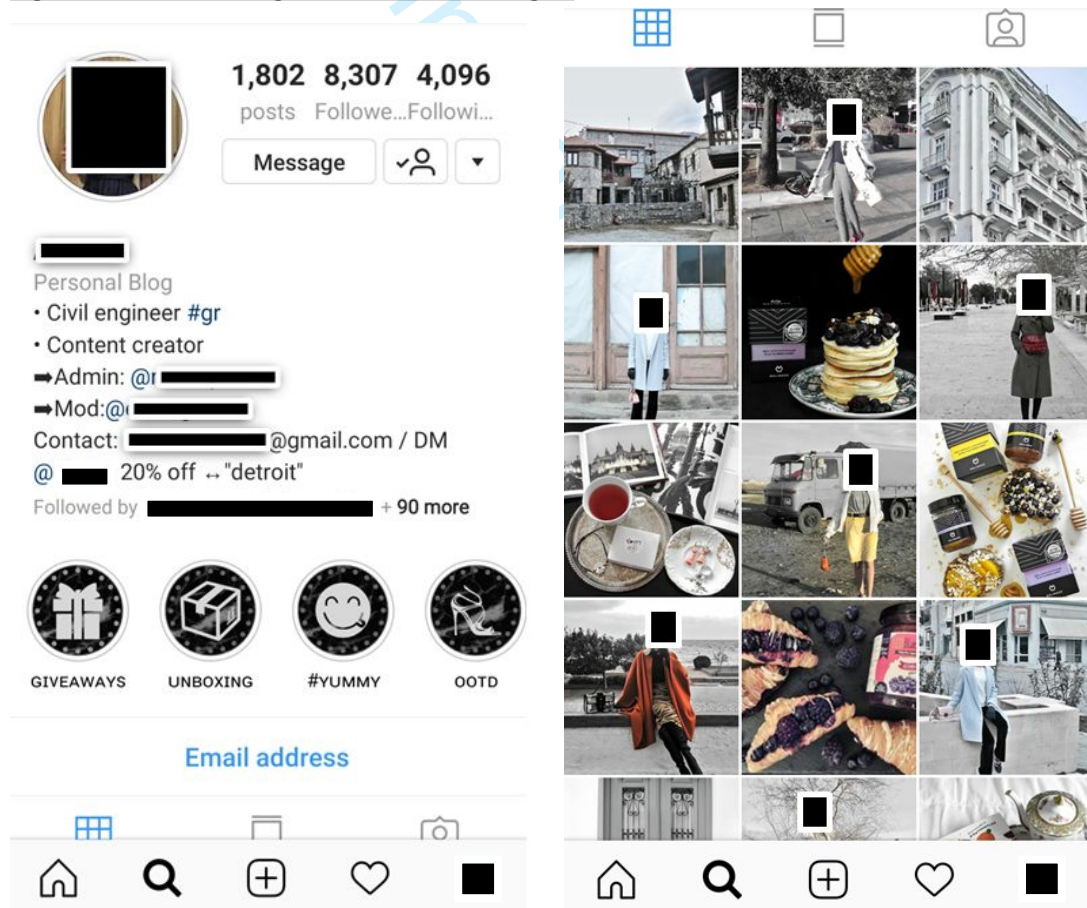 1,802 8,307 4,096
posts Followe...Followi...
Message
Personal Blog
• Civil engineer #gr
• Content creator
➡Admin: @
➡Mod:@
Contact: @gmail.com / DM
@ 20% off ↔"detroit"
Followed by + 90 more
GIVEAWAYS UNBOXING #YUMMY OOTD
Email address